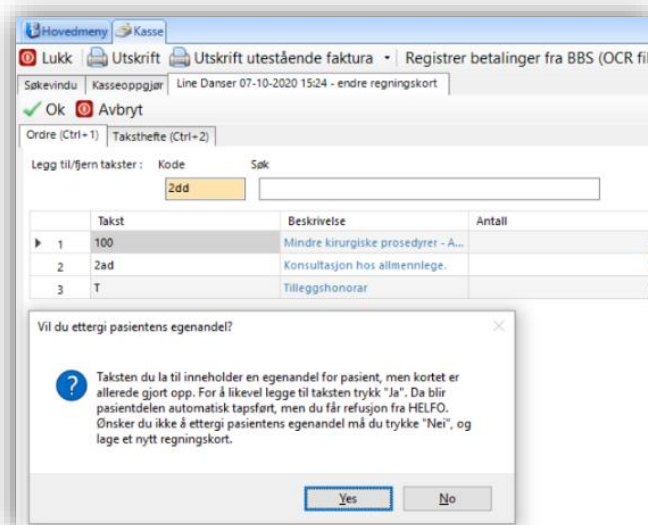 Hovedmeny Kasse
Lukk Utskrift Utskrift utestående faktura Registrer betalinger fra BBS (OCR fil
Søkevindu Kasseoppgjør Line Danser 07-10-2020 15:24 - endre regningskort
Ok Avbryt
Ordre (Ctrl+1) Taksthefte (Ctrl+2)
Legg til/fjern takster : Kode Søk
2dd
Takst Beskrivelse Antall
1 100 Mindre kirurgiske prosedyrer - A...
2 2ad Konsultasjon hos allmennlege.
3 T Tilleggshonorar
Vil du ettergi pasientens egenandel?
Taksten du la til inneholder en egenandel for pasient, men kortet er
allerede gjort opp. For å likevel legge til taksten trykk "Ja". Da blir
pasientdelen automatisk tapsført, men du får refusjon fra HELFO.
Ønsker du ikke å ettergi pasientens egenandel må du trykke "Nei", og
lage et nytt regningskort.
Yes No